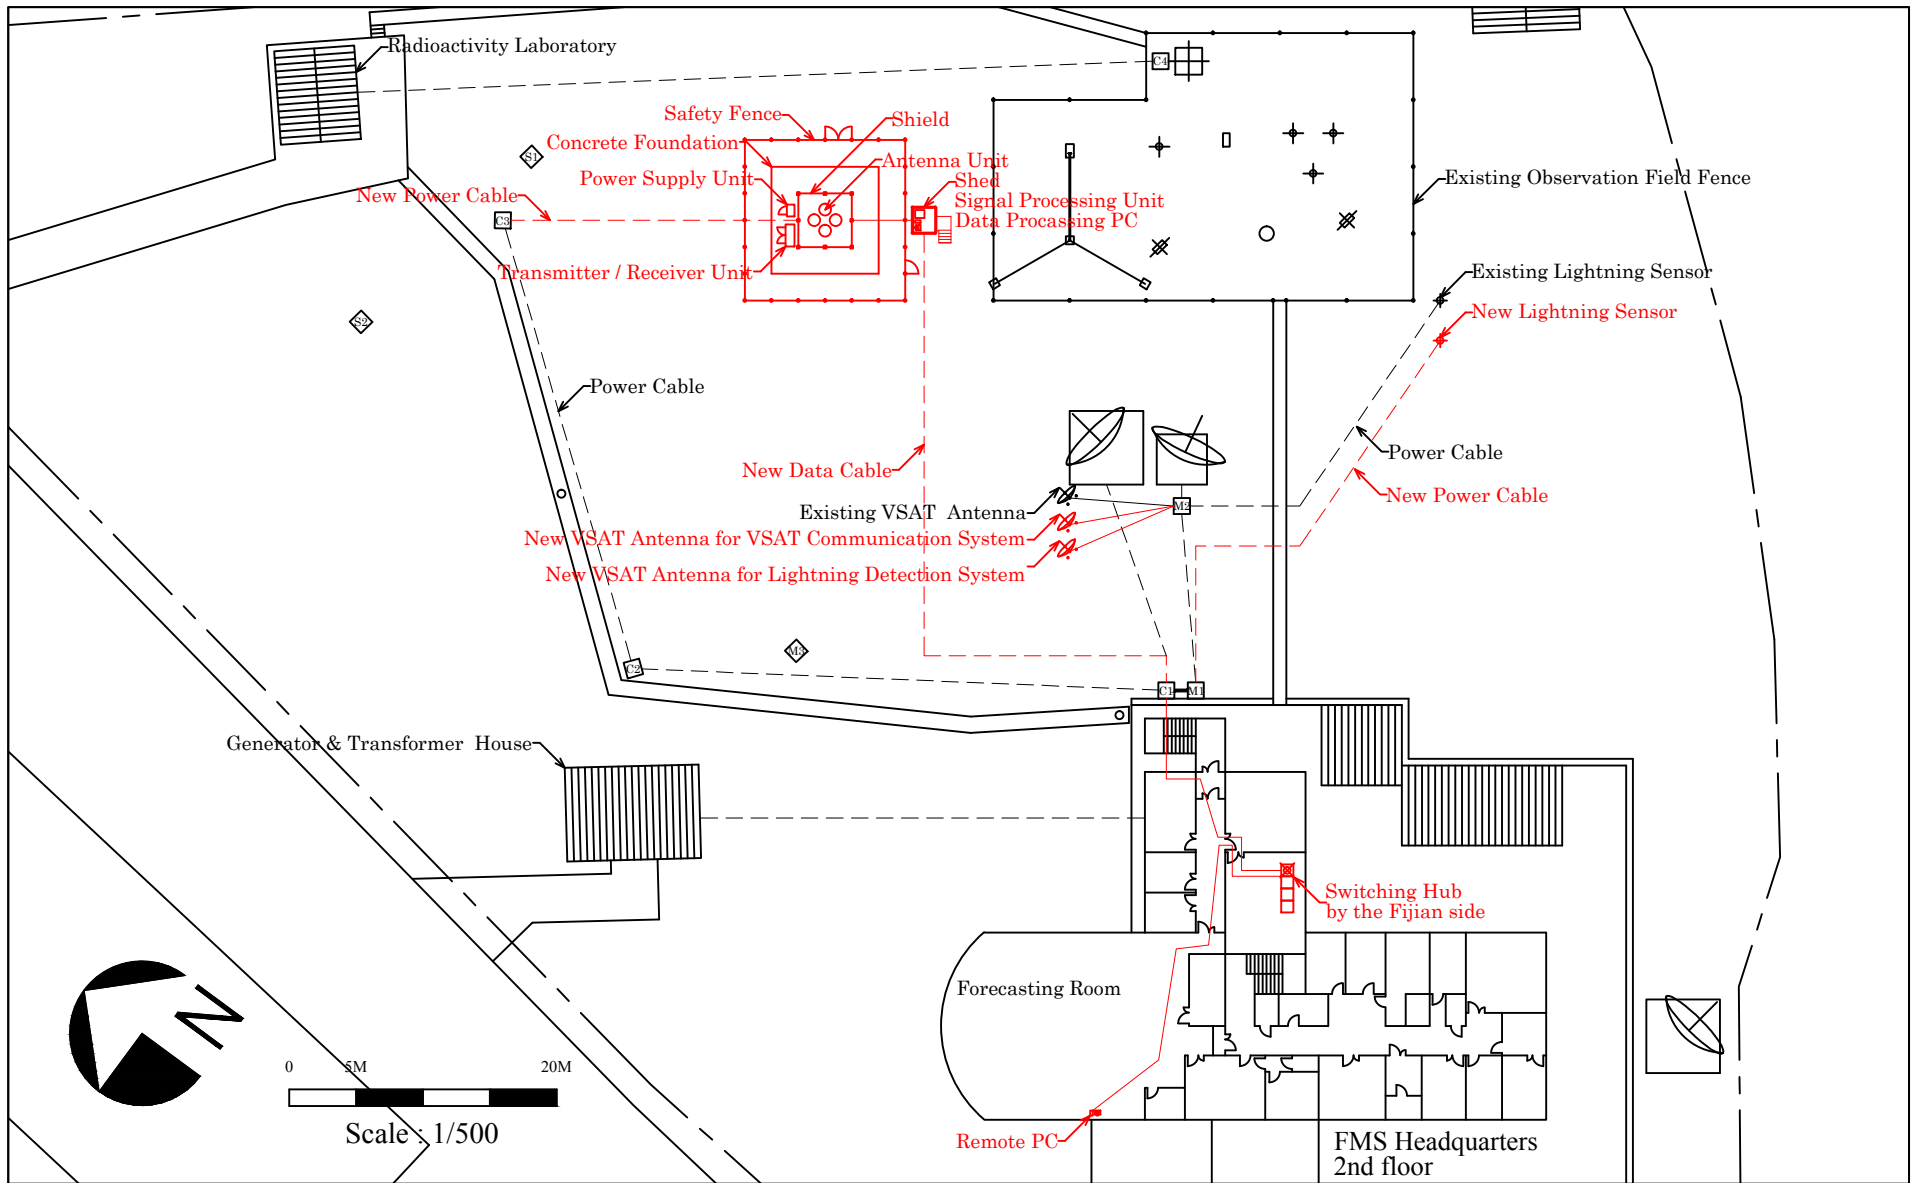 Radioactivity Laboratory
C4
Safety Fence
Shield
Concrete Foundation
S1
Antenna Unit
Power Supply Unit
Shed
Existing Observation Field Fence
New Power Cable
Signal Processing Unit
C3
Data Procassing PC
Transmitter / Receiver Unit
Existing Lightning Sensor
New Lightning Sensor
S2
Power Cable
Power Cable
New Data Cable
New Power Cable
Existing VSAT Antenna
M2
New VSAT Antenna for VSAT Communication System
New VSAT Antenna for Lightning Detection System
M3
C2
C1
M1
Generator & Transformer House
Switching Hub
by the Fijian side
Forecasting Room
N
0 5M 20M
Scale : 1/500
Remote PC
FMS Headquarters
2nd floor